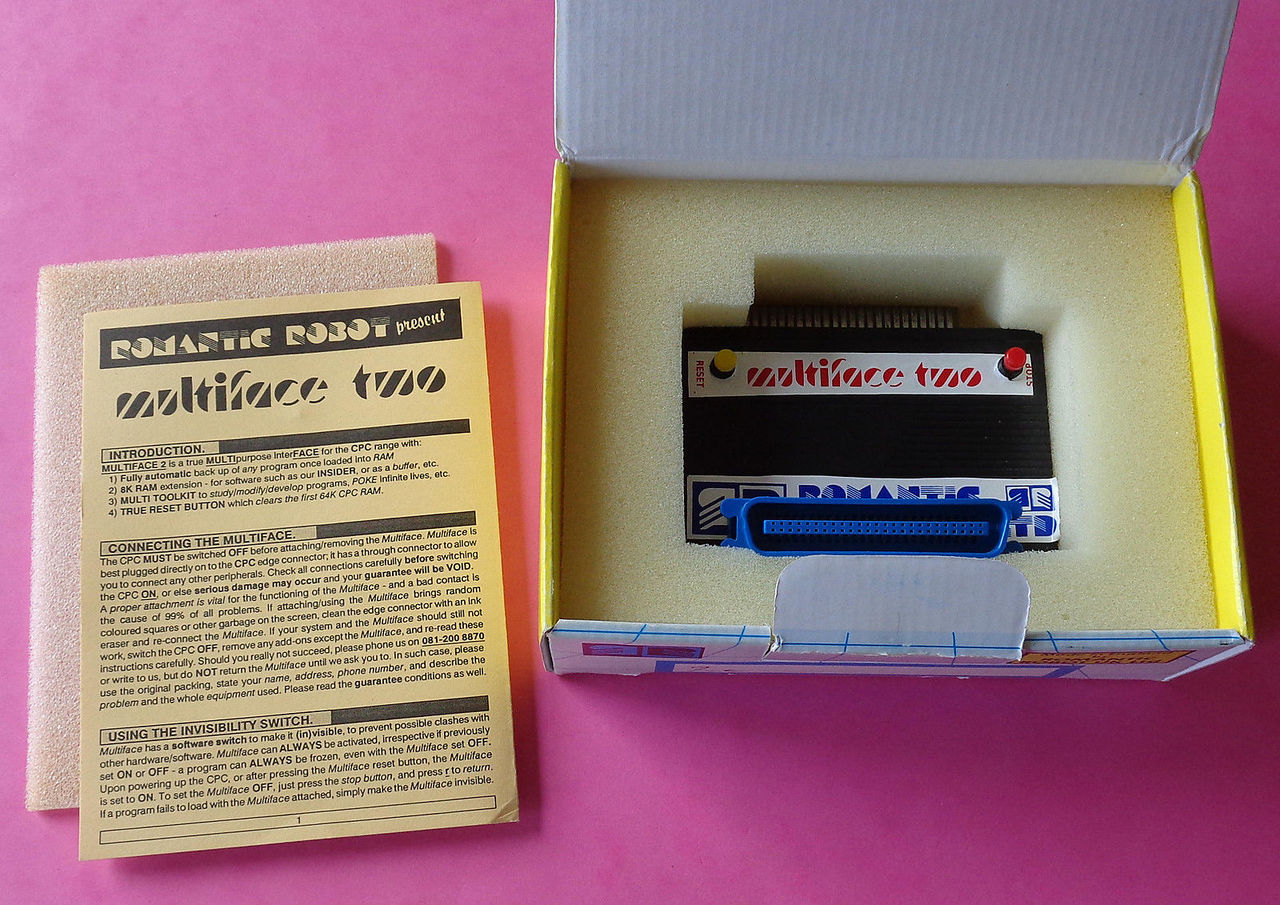 ROMANTIC ROBOT present
multiface two
INTRODUCTION.
MULTIFACE 2 is a true MULTIpurpose InterFACE for the CPC range with:
1) Fully automatic back up of any program once loaded into RAM
2) 8K RAM extension - for software such as our INSIDER, or as a buffer, etc.
3) MULTI TOOLKIT to study/modify/develop programs, POKE infinite lives, etc.
4) TRUE RESET BUTTON which clears the first 64K CPC RAM.
CONNECTING THE MULTIFACE.
The CPC MUST be switched OFF before attaching/removing the Multiface. Multiface is
best plugged directly on to the CPC edge connector; it has a through connector to allow
you to connect any other peripherals. Check all connections carefully before switching
the CPC ON, or else serious damage may occur and your guarantee will be VOID.
A proper attachment is vital for the functioning of the Multiface - and a bad contact is
the cause of 99% of all problems. If attaching/using the Multiface brings random
coloured squares or other garbage on the screen, clean the edge connector with an ink
eraser and re-connect the Multiface. If your system and the Multiface should still not
work, switch the CPC OFF, remove any add-ons except the Multiface, and re-read these
instructions carefully. Should you really not succeed, please phone us on 081-200 8870
or write to us, but do NOT return the Multiface until we ask you to. In such case, please
use the original packing, state your name, address, phone number, and describe the
problem and the whole equipment used. Please read the guarantee conditions as well.
USING THE INVISIBILITY SWITCH.
Multiface has a software switch to make it (in)visible, to prevent possible clashes with
other hardware/software. Multiface can ALWAYS be activated, irrespective if previously
set ON or OFF - a program can ALWAYS be frozen, even with the Multiface set OFF.
Upon powering up the CPC, or after pressing the Multiface reset button, the Multiface
is set to ON. To set the Multiface OFF, just press the stop button, and press r to return.
If a program fails to load with the Multiface attached, simply make the Multiface invisible.
1
RESET
multiface two
STOP
ROMANTIC